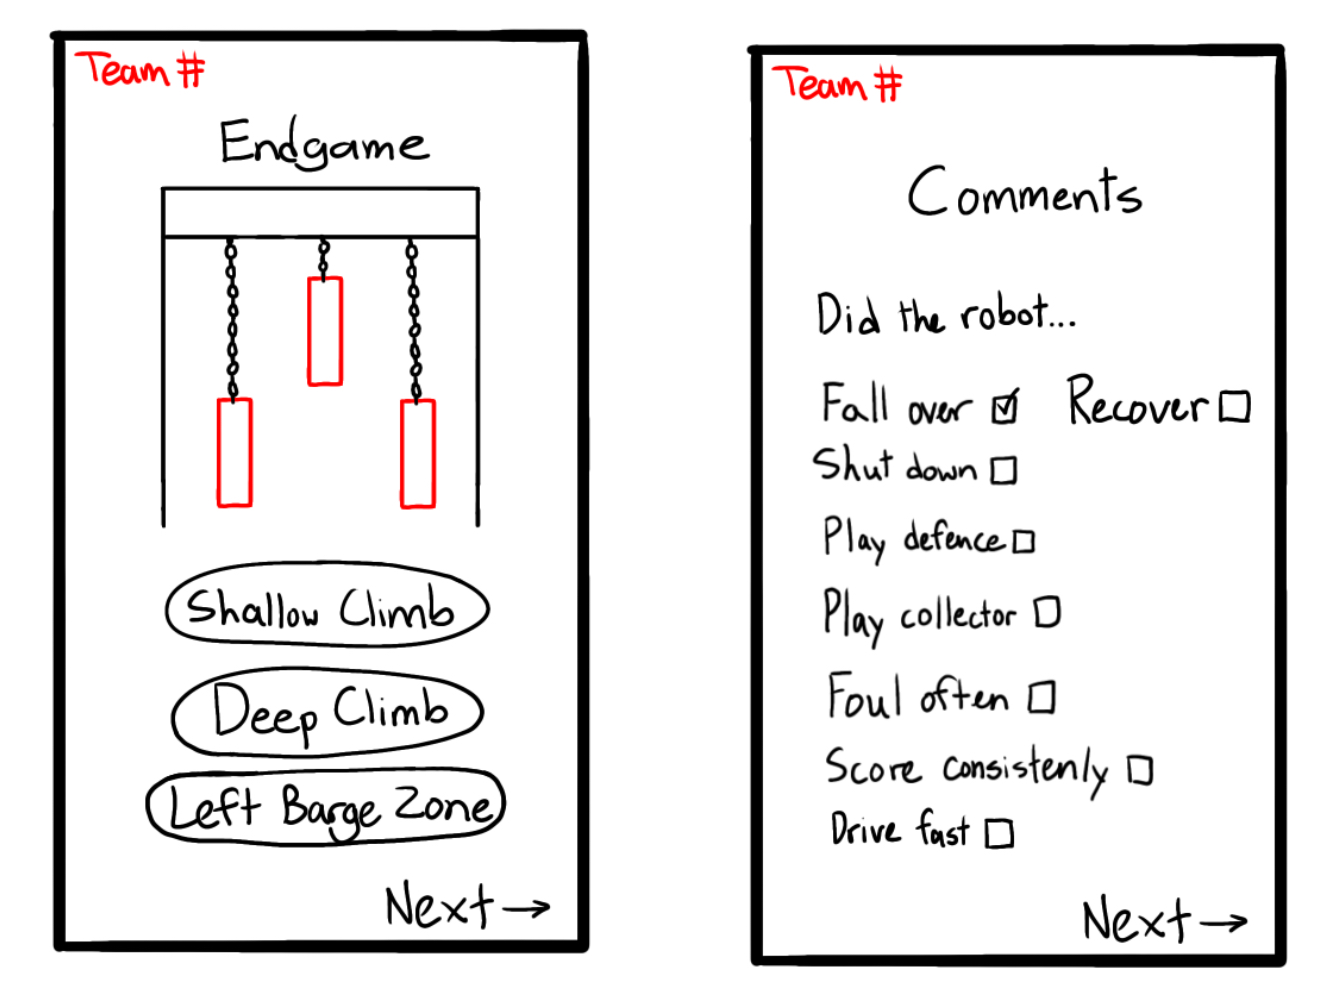 Team #
Endgame
Shallow Climb
Deep Climb
Left Barge Zone
Next →
Team #
Comments
Did the robot...
Fall over ☑ Recover ☐
Shut down ☐
Play defence ☐
Play collector ☐
Foul often ☐
Score consistenly ☐
Drive fast ☐
Next →